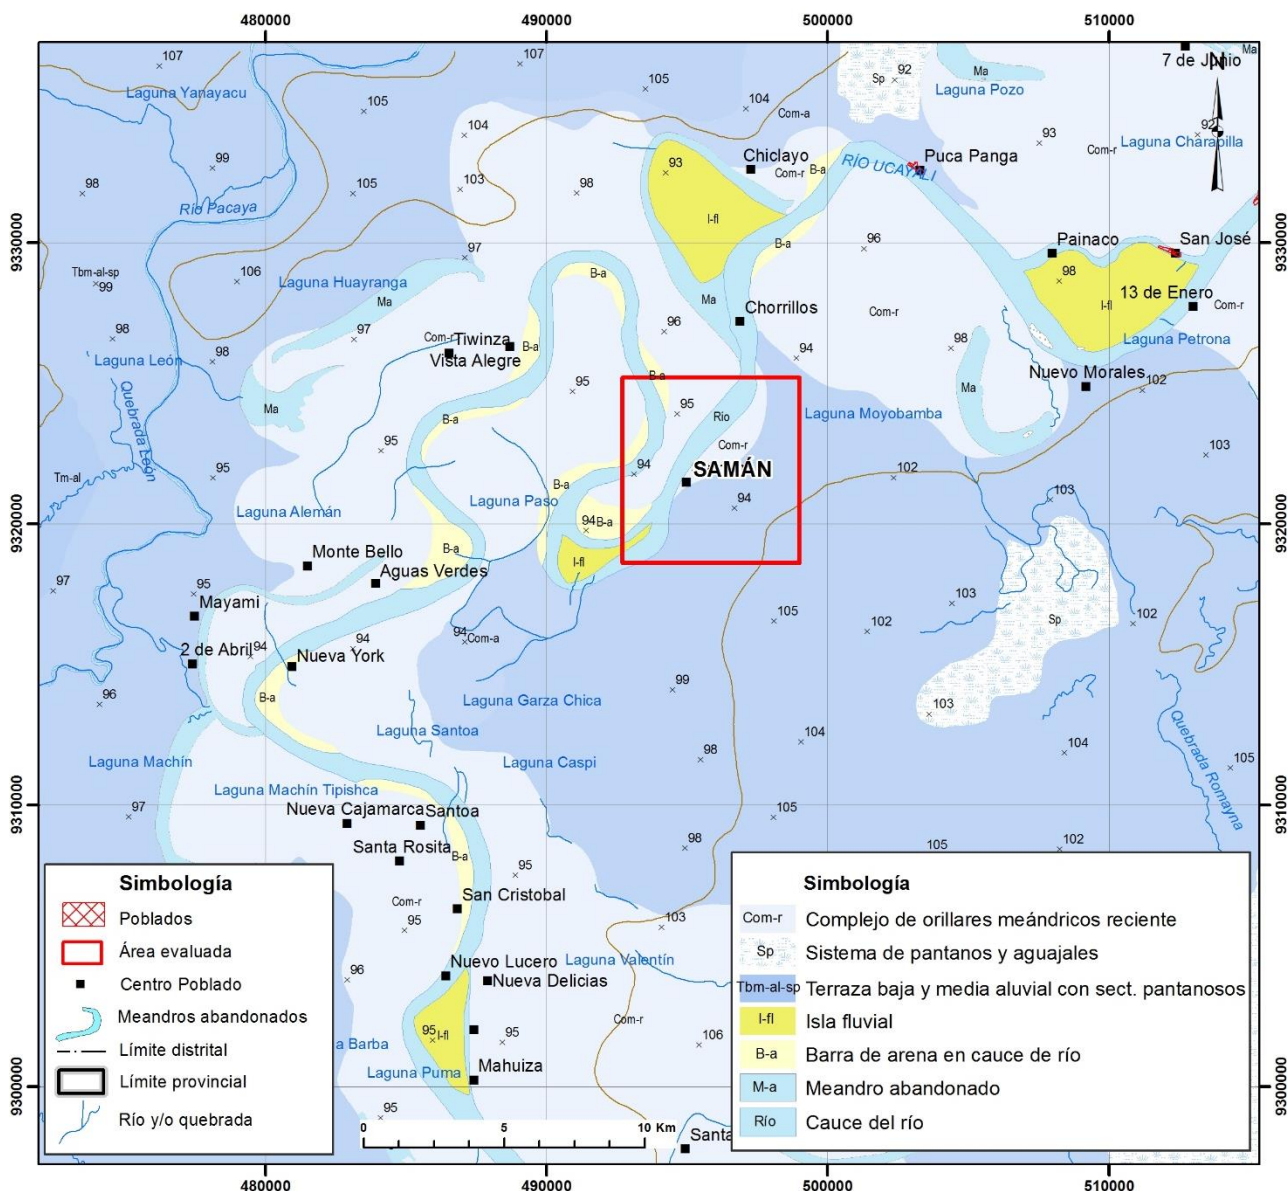 480000
490000
500000
510000
107
107
Sp
92
Ma
Ma
7 de Junio
N
Laguna Yanayacu
105
105
104
Com-a
Laguna Pozo
104
93
92
Laguna Charapilla
Com-r
99
Chiclayo
Com-r
B-a
RÍO UCAYALI
Puca Panga
98
105
103
98
93
Río Pacaya
I-fl
9330000
9330000
97
B-a
96
Painaco
San José
Tbm-al-sp
99
106
Laguna Huayranga
B-a
98
I-fl
13 de Enero
Com-r
Ma
Ma
Chorrillos
Com-r
98
97
Com-r
Tiwinza
B-a
96
98
Laguna Petrona
Laguna León
98
Vista Alegre
94
Nuevo Morales
102
B-a
95
Ma
Ma
Quebrada León
B-a
95
Río
Laguna Moyobamba
95
Com-r
103
Tm-al
95
B-a
94
SAMÁN
102
103
Laguna Alemán
Laguna Paso
94
94
B-a
9320000
9320000
Monte Bello
B-a
I-fl
Aguas Verdes
97
95
Mayami
103
105
102
Sp
102
2 de Abril
94
94
94
Com-a
Nueva York
96
B-a
99
103
Laguna Garza Chica
Laguna Santoa
104
104
Quebrada Romayna
Laguna Machín
Laguna Caspi
98
105
Laguna Machín Tipishca
97
Nueva Cajamarca
Santoa
105
9310000
9310000
Santa Rosita
B-a
98
105
102
95
San Cristobal
Com-r
95
103
Nuevo Lucero
96
Nueva Delicias
Laguna Valentín
95
I-fl
95
Com-r
106
a Barba
Laguna Puma
Mahuiza
9300000
9300000
95
Santa
0
5
10 Km
Simbología
Poblados
Área evaluada
Centro Poblado
Meandros abandonados
Límite distrital
Límite provincial
Río y/o quebrada
Simbología
Com-r
Complejo de orillares meándricos reciente
Sp
Sistema de pantanos y aguajales
Tbm-al-sp
Terraza baja y media aluvial con sect. pantanosos
I-fl
Isla fluvial
B-a
Barra de arena en cauce de río
M-a
Meandro abandonado
Río
Cauce del río
480000
490000
500000
510000